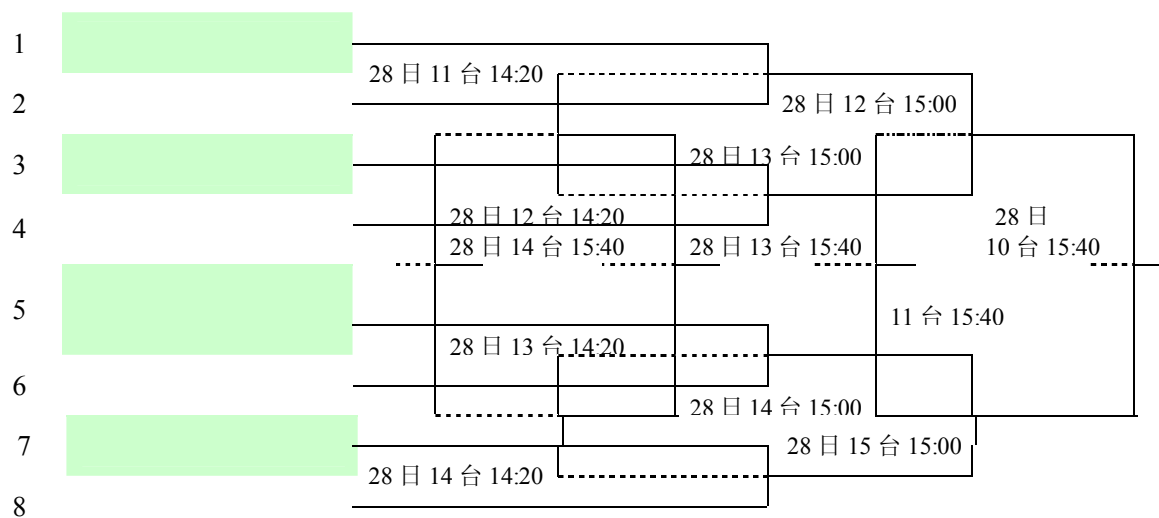 1
28 日 11 台 14:20
2
28 日 12 台 15:00
3
28 日 13 台 15:00
4
28 日 12 台 14:20
28 日
28 日 14 台 15:40
28 日 13 台 15:40
10 台 15:40
5
11 台 15:40
28 日 13 台 14:20
6
28 日 14 台 15:00
7
28 日 15 台 15:00
28 日 14 台 14:20
8